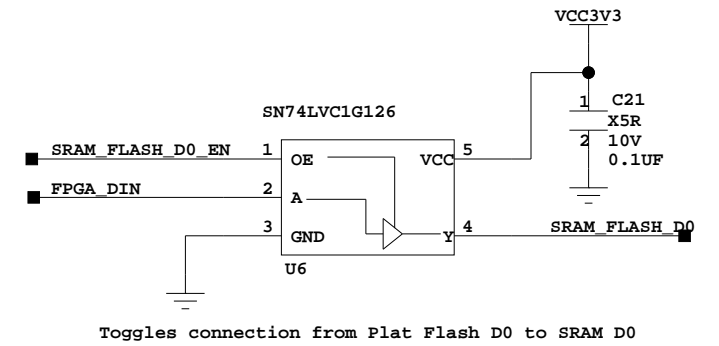 VCC3V3
SN74LVC1G126
1 C21
X5R
2 10V
0.1UF
SRAM_FLASH_D0_EN 1 OE VCC 5
FPGA_DIN 2 A
3 GND Y 4 SRAM_FLASH_D0
U6
Toggles connection from Plat Flash D0 to SRAM D0